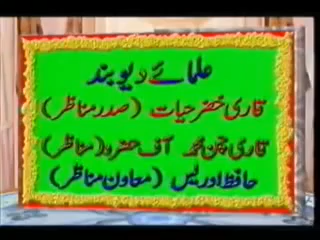 علمائے دیوبند
قاری خضر حیات (صدر مناظر)
قاری چمن محمد آف حضرو (مناظر)
حافظ ادریس (معاون مناظر)